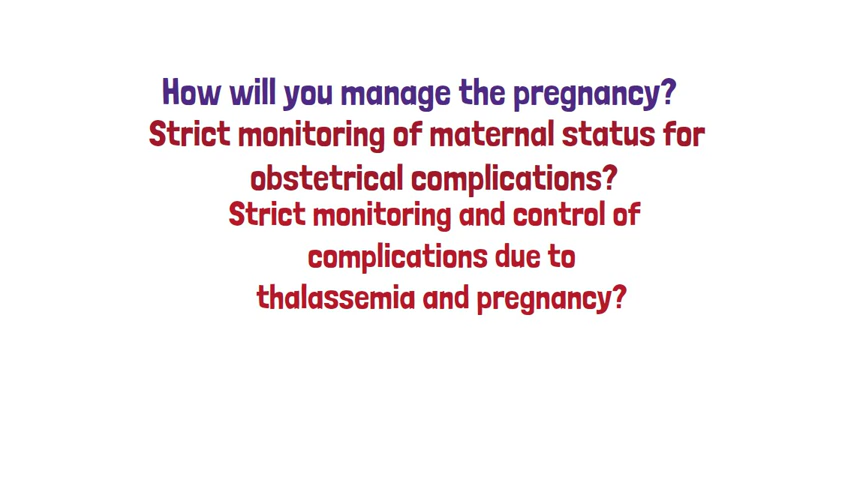 How will you manage the pregnancy?
Strict monitoring of maternal status for
obstetrical complications?
Strict monitoring and control of
complications due to
thalassemia and pregnancy?